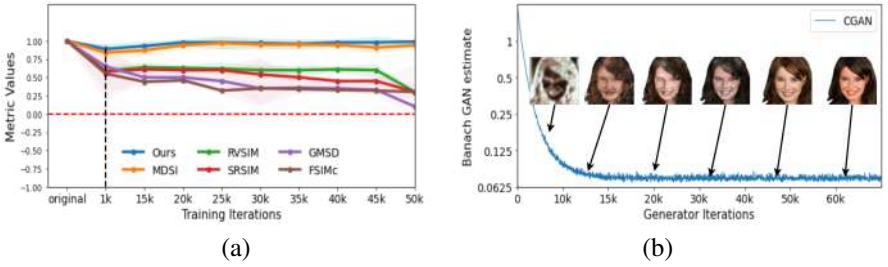 Metric Values
1.00
0.75
0.50
0.25
0.00
−0.25
−0.50
−0.75
−1.00
Ours
MDSI
RVSIM
SRSIM
GMSD
FSIMc
original 1k 15k 20k 25k 30k 35k 40k 45k 50k
Training Iterations
(a)
Banach GAN estimate
1
0.5
0.25
0.125
0.0625
CGAN
0 10k 20k 30k 40k 50k 60k
Generator Iterations
(b)